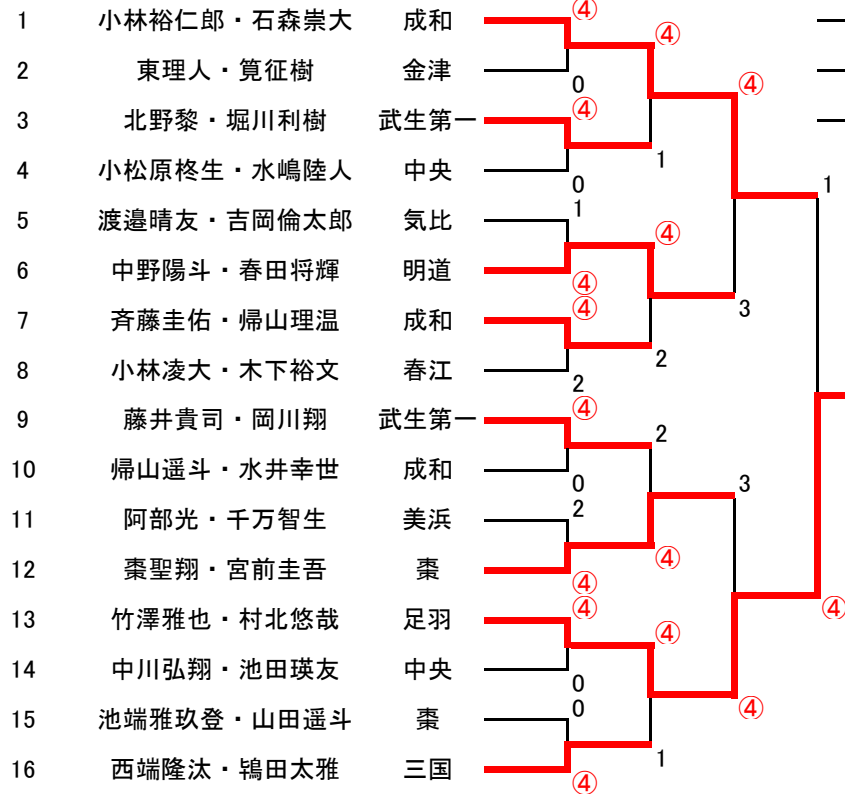 ④
1 小林裕仁郎・石森崇大 成和 ④
2 東理人・筧征樹 金津 ④
0
3 北野黎・堀川利樹 武生第一 ④
1
4 小松原柊生・水嶋陸人 中央 1
0
5 渡邉晴友・吉岡倫太郎 気比 1
④
6 中野陽斗・春田将輝 明道 ④
7 斉藤圭佑・帰山理温 成和 ④ 3
2
8 小林凌大・木下裕文 春江 2
9 藤井貴司・岡川翔 武生第一 ④
2
10 帰山遥斗・水井幸世 成和 0 3
11 阿部光・千万智生 美浜 2
④
12 棗聖翔・宮前圭吾 棗 ④
13 竹澤雅也・村北悠哉 足羽 ④ ④
④
14 中川弘翔・池田瑛友 中央 0
15 池端雅玖登・山田遥斗 棗 0 ④
1
16 西端隆汰・鴇田太雅 三国 ④